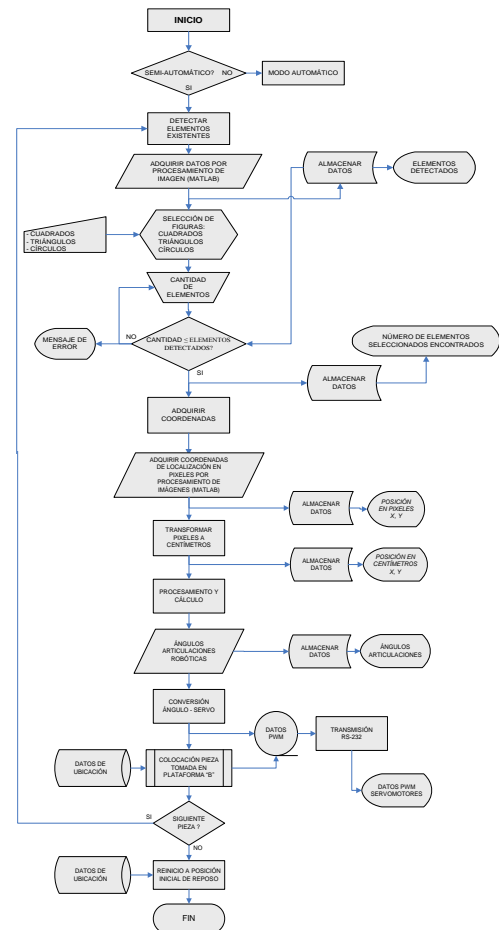 INICIO
SEMI-AUTOMÁTICO?
NO
MODO AUTOMÁTICO
SI
DETECTAR
ELEMENTOS
EXISTENTES
ADQUIRIR DATOS POR
PROCESAMIENTO DE
IMAGEN (MATLAB)
ALMACENAR
DATOS
ELEMENTOS
DETECTADOS
- CUADRADOS
- TRIÁNGULOS
- CÍRCULOS
SELECCIÓN DE
FIGURAS:
CUADRADOS
TRIÁNGULOS
CÍRCULOS
CANTIDAD
DE
ELEMENTOS
MENSAJE DE
ERROR
NO
CANTIDAD ≤ ELEMENTOS
DETECTADOS?
NÚMERO DE ELEMENTOS
SELECCIONADOS ENCONTRADOS
SI
ALMACENAR
DATOS
ADQUIRIR
COORDENADAS
ADQUIRIR COORDENADAS
DE LOCALIZACIÓN EN
PIXELES POR
PROCESAMIENTO DE
IMÁGENES (MATLAB)
ALMACENAR
DATOS
POSICIÓN
EN PIXELES
X, Y
TRANSFORMAR
PIXELES A
CENTÍMETROS
ALMACENAR
DATOS
POSICIÓN EN
CENTÍMETROS
X, Y
PROCESAMIENTO Y
CÁLCULO
ÁNGULOS
ARTICULACIONES
ROBÓTICAS
ALMACENAR
DATOS
ÁNGULOS
ARTICULACIONES
CONVERSIÓN
ÁNGULO - SERVO
DATOS
PWM
TRANSMISIÓN
RS-232
DATOS DE
UBICACIÓN
COLOCACIÓN PIEZA
TOMADA EN
PLATAFORMA "B"
DATOS PWM
SERVOMOTORES
SI
SIGUIENTE
PIEZA ?
NO
DATOS DE
UBICACIÓN
REINICIO A POSICIÓN
INICIAL DE REPOSO
FIN